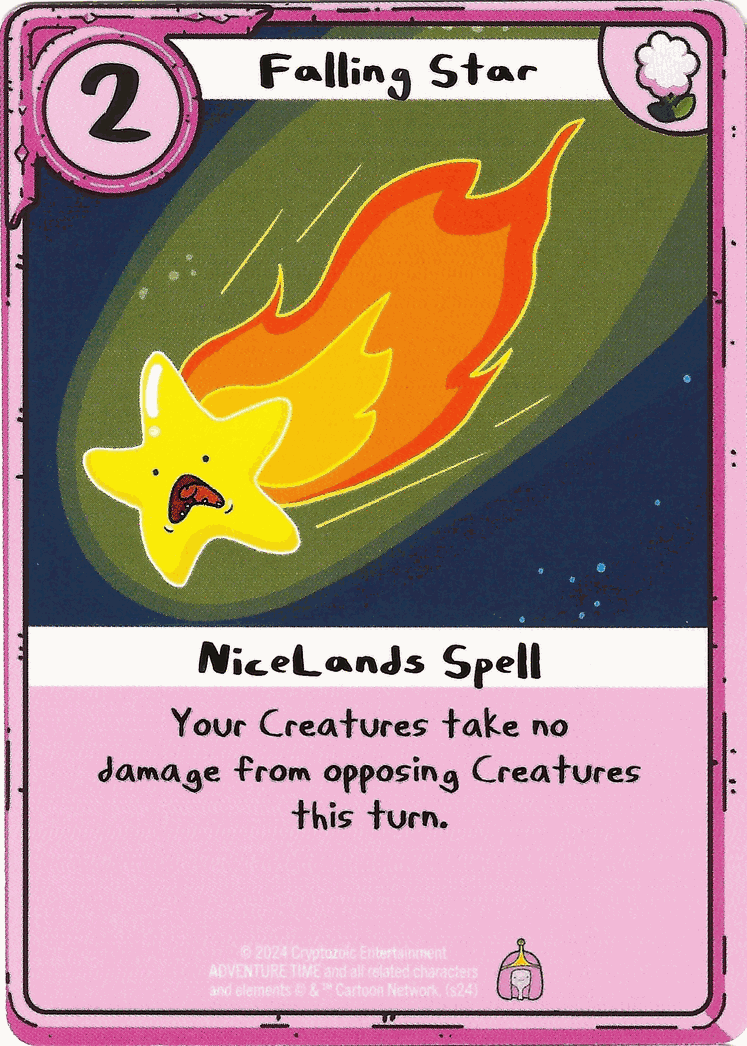 2
Falling Star
NiceLands Spell
Your Creatures take no
damage from opposing Creatures
this turn.
© 2024 Cryptozoic Entertainment
ADVENTURE TIME and all related characters
and elements © & ™ Cartoon Network. (s24)